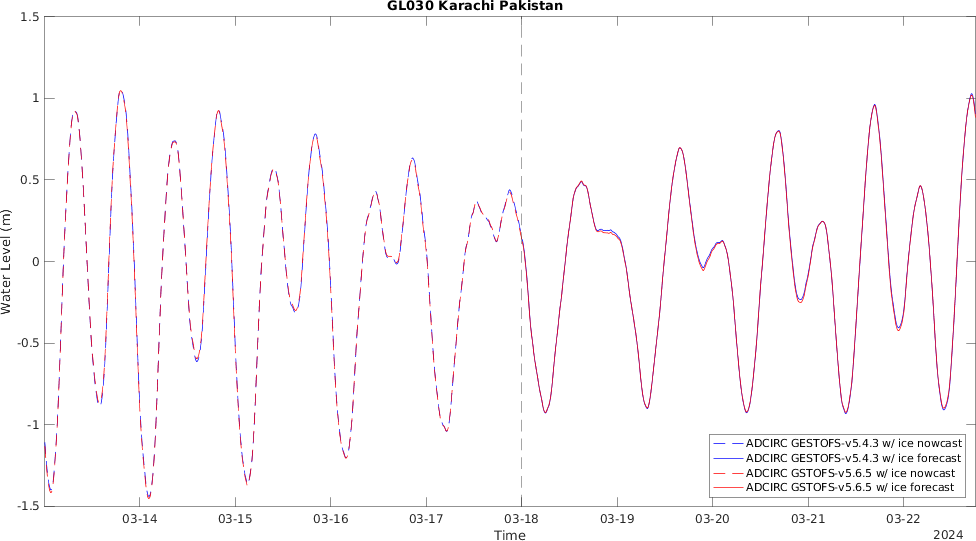 GL030 Karachi Pakistan
1.5
1
0.5
0
-0.5
-1
-1.5
Water Level (m)
03-14 03-15 03-16 03-17 03-18 03-19 03-20 03-21 03-22
Time
2024
ADCIRC GESTOFS-v5.4.3 w/ ice nowcast
ADCIRC GESTOFS-v5.4.3 w/ ice forecast
ADCIRC GSTOFS-v5.6.5 w/ ice nowcast
ADCIRC GSTOFS-v5.6.5 w/ ice forecast